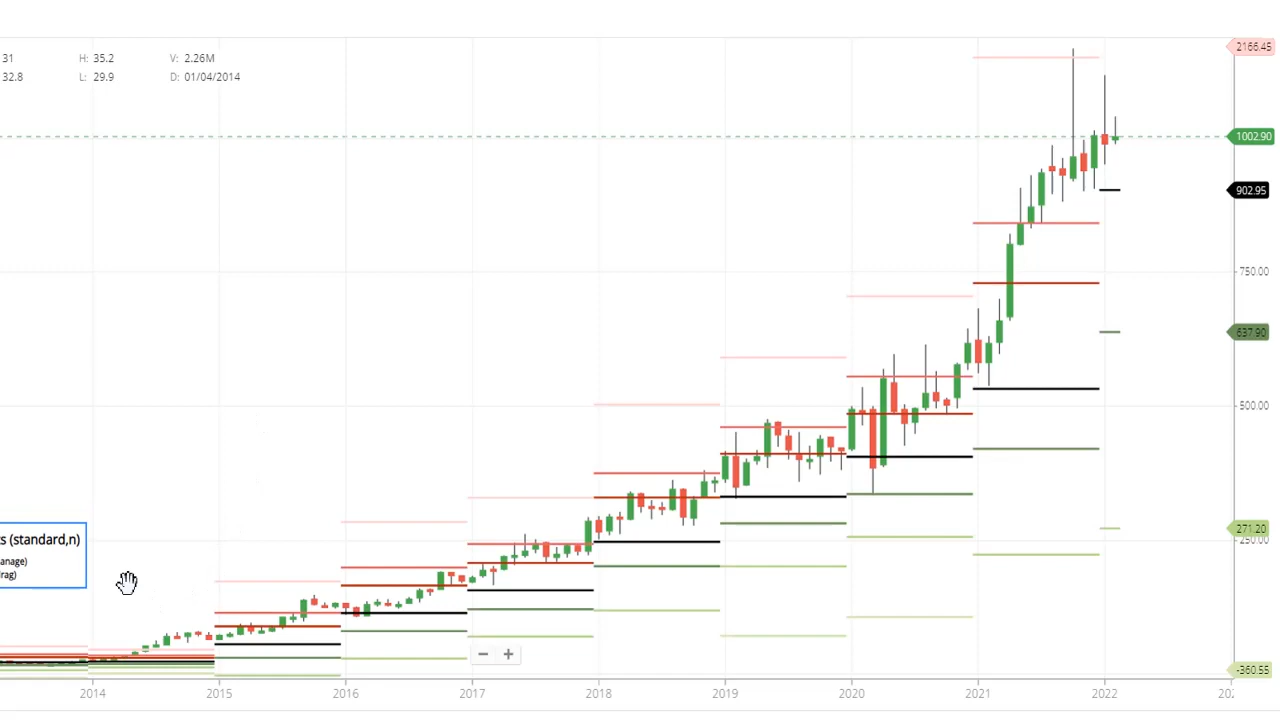 31 H: 35.2 V: 2.26M
32.8 L: 29.9 D: 01/04/2014
2166.45
1002.90
902.95
750.00
637.90
500.00
271.20
250.00
-360.55
s (standard,n)
anage)
rag)
2014 2015 2016 2017 2018 2019 2020 2021 2022